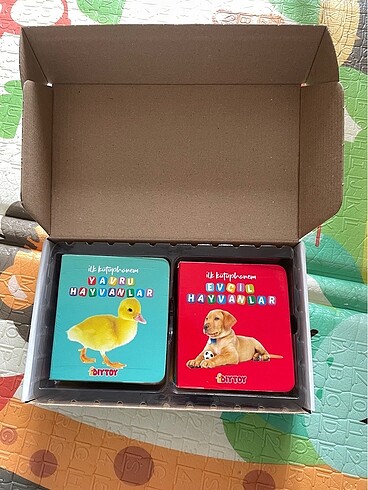 ilk kütüphanem
YAVRU
HAYVANLAR
DIYTOY
ilk kütüphanem
EVCİL
HAYVANLAR
DIYTOY